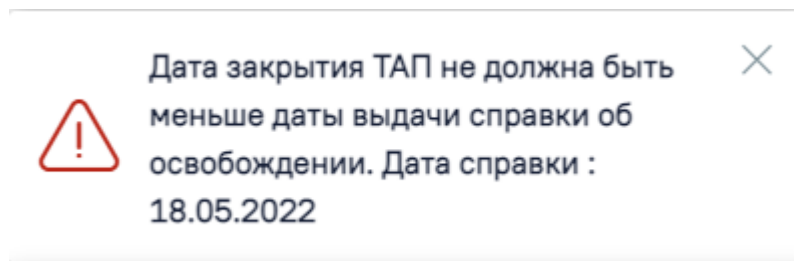 Дата закрытия ТАП не должна быть
меньше даты выдачи справки об
освобождении. Дата справки :
18.05.2022